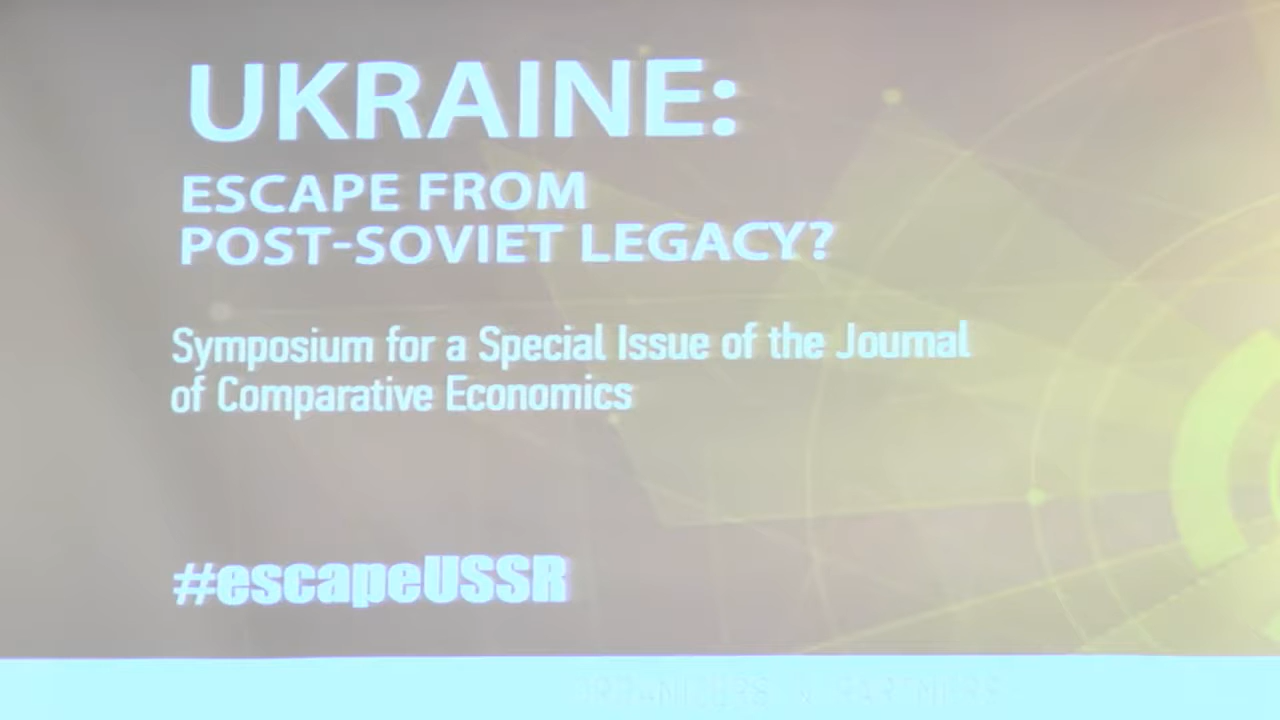 UKRAINE:
ESCAPE FROM
POST-SOVIET LEGACY?
Symposium for a Special Issue of the Journal
of Comparative Economics
#escapeUSSR